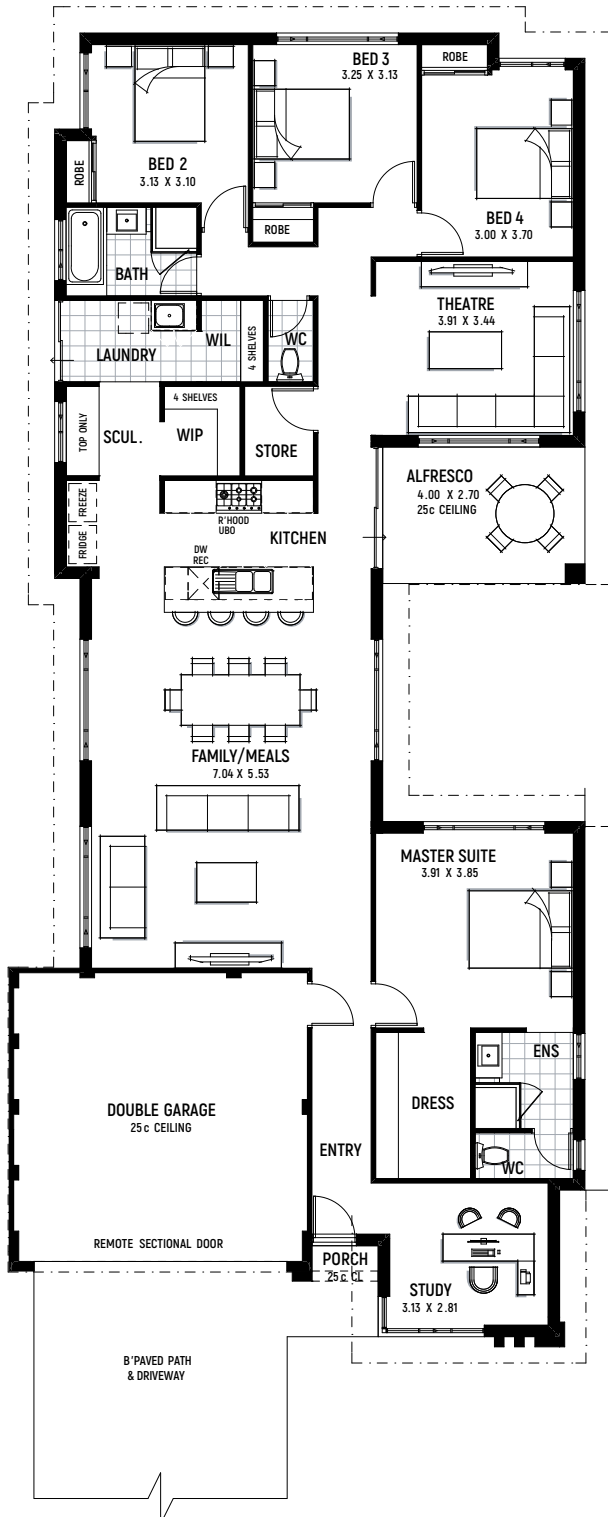 BED 3
3.25 X 3.13
ROBE
BED 2
3.13 X 3.10
ROBE
BED 4
3.00 X 3.70
ROBE
BATH
THEATRE
3.91 X 3.44
LAUNDRY
WIL
4 SHELVES
WC
4 SHELVES
TOP ONLY
SCUL.
WIP
STORE
ALFRESCO
4.00 X 2.70
25c CEILING
FREEZE
FRIDGE
R'HOOD
UBO
KITCHEN
DW
REC
FAMILY/MEALS
7.04 X 5.53
MASTER SUITE
3.91 X 3.85
ENS
DRESS
DOUBLE GARAGE
25c CEILING
ENTRY
WC
REMOTE SECTIONAL DOOR
PORCH
25c CL
STUDY
3.13 X 2.81
B'PAVED PATH
& DRIVEWAY